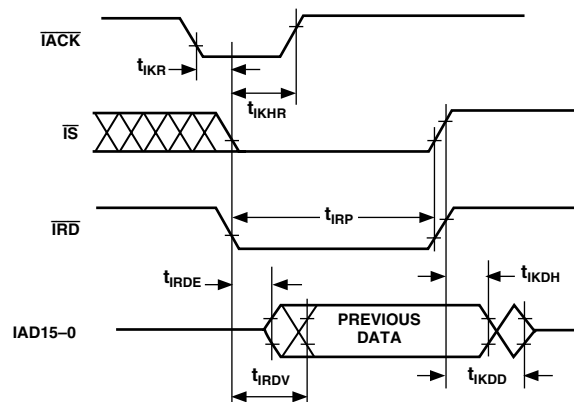 IACK
tIKR
tIKHR
IS
IRD
tIRP
tIRDE
tIKDH
IAD15–0
PREVIOUS
DATA
tIRDV
tIKDD